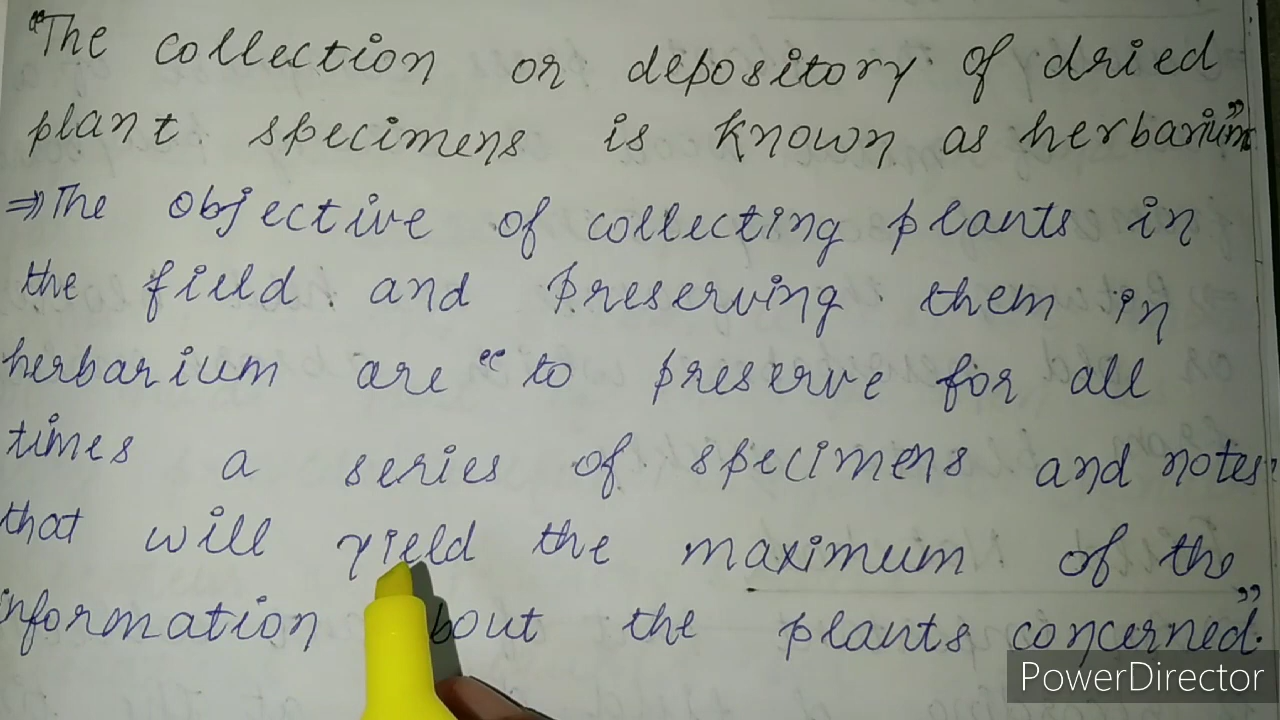 "The collection or depository of dried
plant specimens is known as herbarium"
⇒ The objective of collecting plants in
the field and preserving them in
herbarium are "to preserve for all
times a series of specimens and notes
that will yield the maximum of the
information bout the plants concerned."
PowerDirector